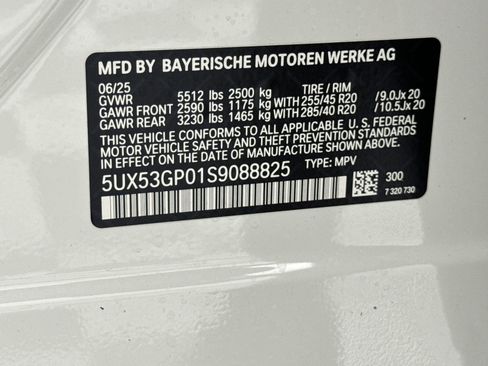 MFD BY BAYERISCHE MOTOREN WERKE AG
06/25
GVWR 5512 lbs 2500 kg TIRE / RIM
GAWR FRONT 2590 lbs 1175 kg WITH 255/45 R20 /9.0Jx 20
GAWR REAR 3230 lbs 1465 kg WITH 285/40 R20 /10.5Jx 20
THIS VEHICLE CONFORMS TO ALL APPLICABLE U. S. FEDERAL
MOTOR VEHICLE SAFETY STANDARDS IN EFFECT ON THE
DATE OF MANUFACTURE SHOWN ABOVE.
5UX53GP01S9088825 TYPE: MPV
300
7 320 730